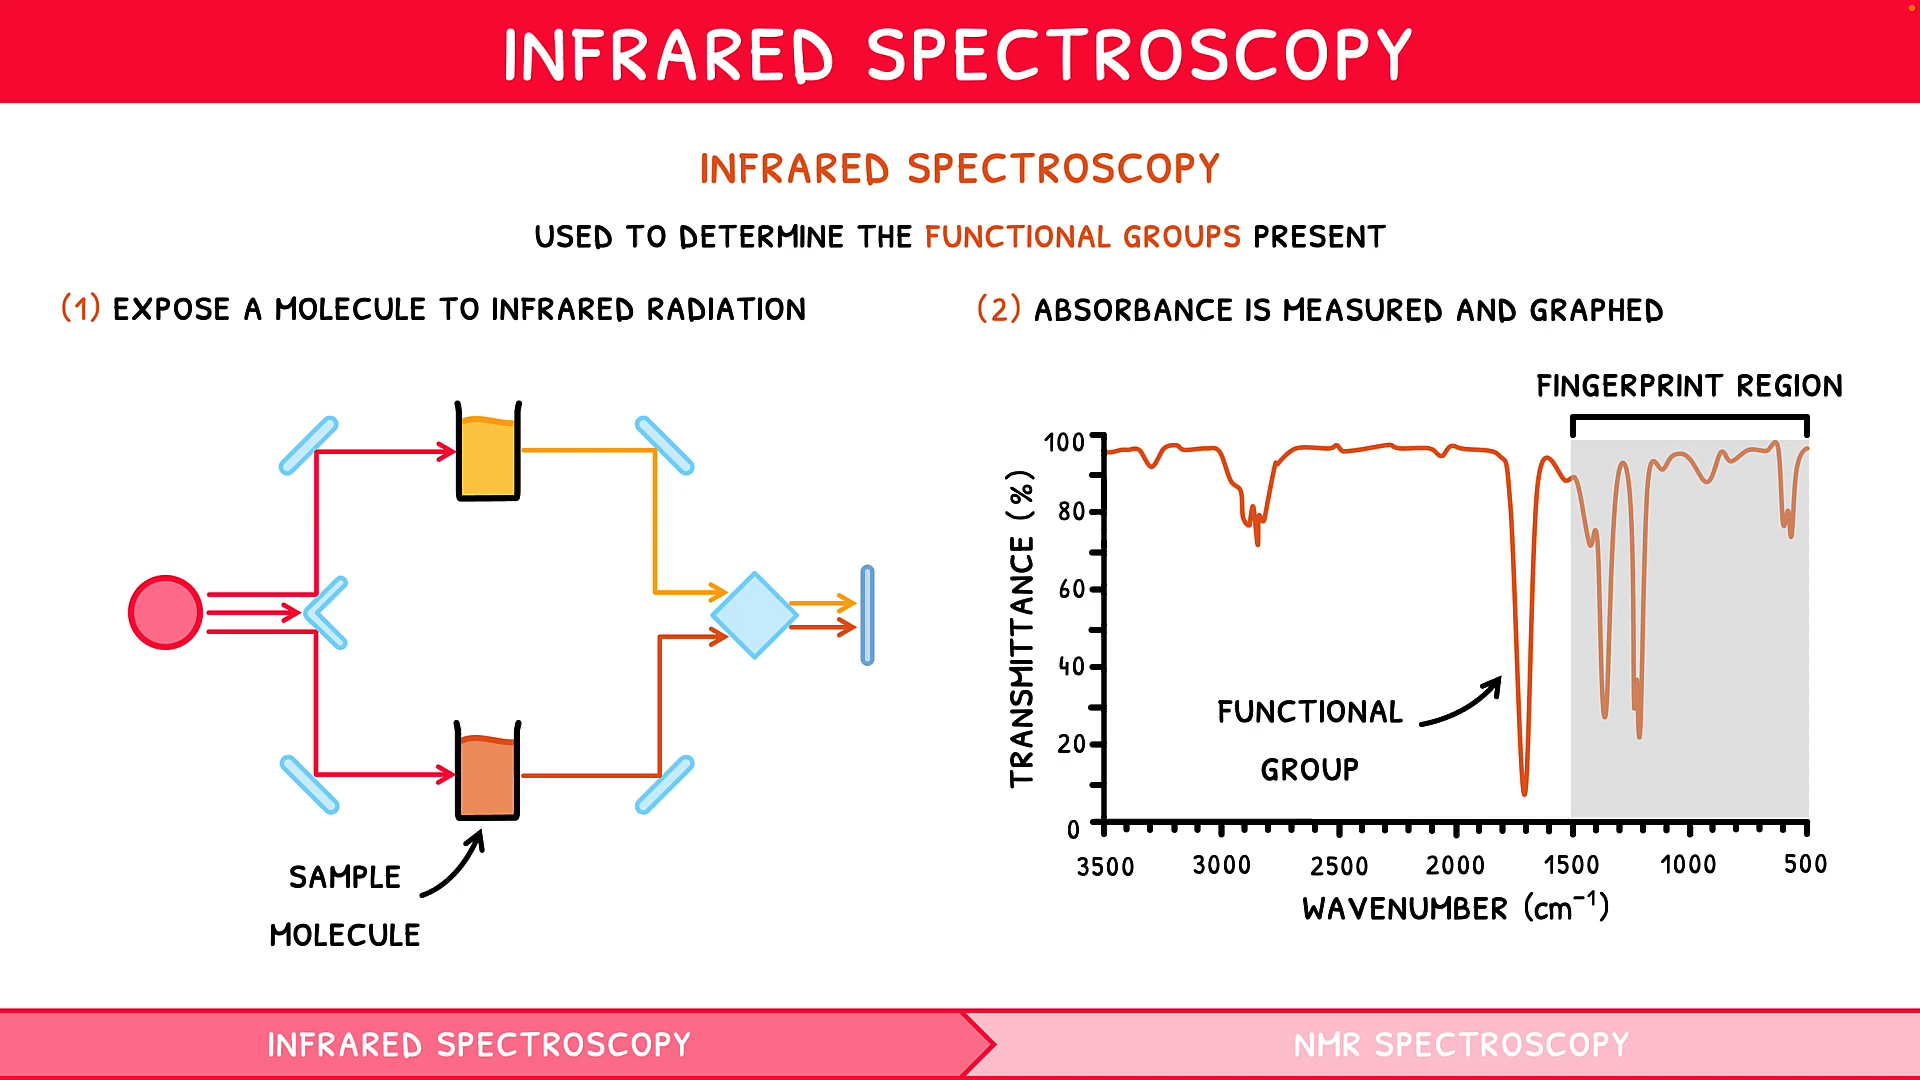 INFRARED SPECTROSCOPY
INFRARED SPECTROSCOPY
USED TO DETERMINE THE FUNCTIONAL GROUPS PRESENT
(1) EXPOSE A MOLECULE TO INFRARED RADIATION
SAMPLE
MOLECULE
(2) ABSORBANCE IS MEASURED AND GRAPHED
FINGERPRINT REGION
TRANSMITTANCE (%)
100
80
60
40
20
0
FUNCTIONAL
GROUP
3500 3000 2500 2000 1500 1000 500
WAVENUMBER (cm⁻¹)
INFRARED SPECTROSCOPY
NMR SPECTROSCOPY